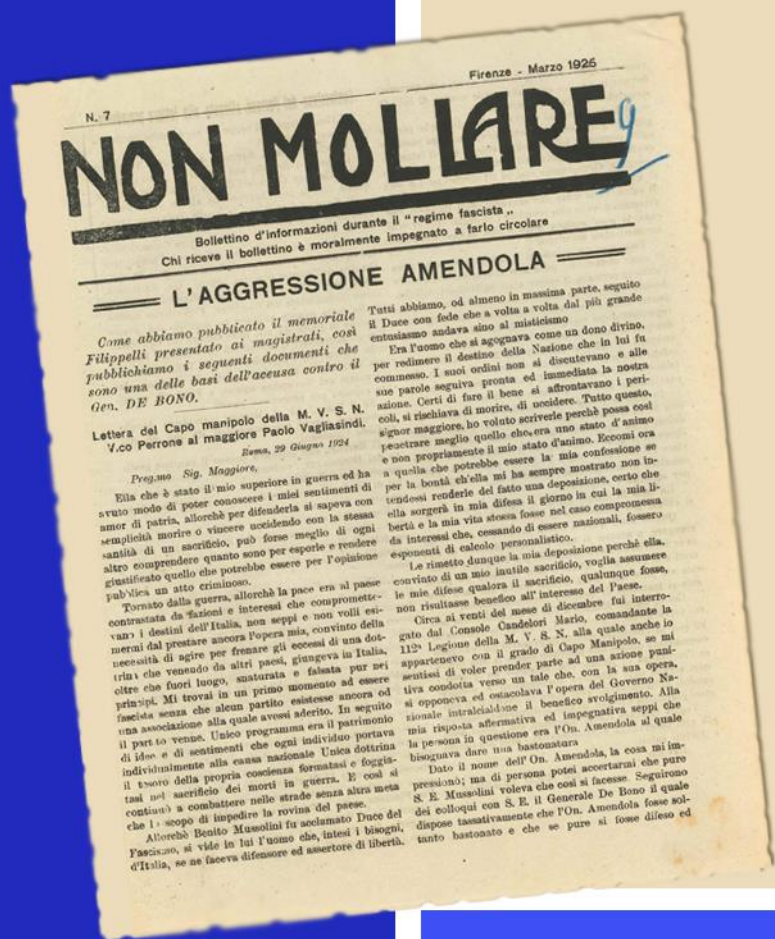 N. 7
Firenze - Marzo 1925
NON MOLLARE
9
Bollettino d'informazioni durante il "regime fascista„
Chi riceve il bollettino è moralmente impegnato a farlo circolare
L'AGGRESSIONE AMENDOLA
Come abbiamo pubbticato il memoriale
Filippelli presentato ai magistrati, così
pubblichiamo i seguenti documenti che
sono una delle basi dell'aceusa contro il
Gen. DE BONO.
Lettera del Capo manipolo della M. V. S. N.
V.co Perrone al maggiore Paolo Vagliasindi.
Roma, 29 Giugno 1924
Preg.mo Sig. Maggiore,
Ella che è stato il mio superiore in guerra ed ha
avuto modo di poter conoscere i miei sentimenti di
amor di patria, allorchè per difenderla si sapeva con
semplicità morire o vincere uccidendo con la stessa
santità di un sacrificio, può forse meglio di ogni
altro comprendere quanto sono per esporle e rendere
giustificato quello che potrebbe essere per l'opinione
pubblica un atto criminoso.
Tornato dalla guerra, allorchè la pace era al paese
contrastata da fazioni e interessi che compromette-
vano i destini dell'Italia, non seppi e non volli esi-
mermi dal prestare ancora l'opera mia, convinto della
necessità di agire per frenare gli eccessi di una dot-
trina che venendo da altri paesi, giungeva in Italia,
oltre che fuori luogo, snaturata e falsata pur nei
principi. Mi trovai in un primo momento ad essere
fascista senza che alcun partito esistesse ancora od
una associazione alla quale avessi aderito. In seguito
il partito venne. Unico programma era il patrimonio
di idee e di sentimenti che ogni individuo portava
individualmente alla causa nazionale Unica dottrina
il tesoro della propria coscienza formatasi e foggia-
tasi nel sacrificio dei morti in guerra. E così si
continuò a combattere nelle strade senza altra meta
che lo scopo di impedire la rovina del paese.
Allorchè Benito Mussolini fu acclamato Duce del
Fascismo, si vide in lui l'uomo che, intesi i bisogni,
d'Italia, se ne faceva difensore ed assertore di libertà.
Tutti abbiamo, od almeno in massima parte, seguito
il Duce con fede che a volta a volta dal più grande
entusiasmo andava sino al misticismo
Era l'uomo che si agognava come un dono divino,
per redimere il destino della Nazione che in lui fu
commesso. I suoi ordini non si discutevano e alle
sue parole seguiva pronta ed immediata la nostra
azione. Certi di fare il bene si affrontavano i peri-
coli, si rischiava di morire, di uccidere. Tutto questo,
signor maggiore, ho voluto scriverle perchè possa così
penetrare meglio quello che era uno stato d'animo
e non propriamente il mio stato d'animo. Eccomi ora
a quella che potrebbe essere la mia confessione se
per la bontà ch'ella mi ha sempre mostrato non in-
tendessi renderle del fatto una deposizione, certo che
ella sorgerà in mia difesa il giorno in cui la mia li-
bertà e la mia vita stessa fosse nel caso compromessa
da interessi che, cessando di essere nazionali, fossero
esponenti di calcolo personalistico.
Le rimetto dunque la mia deposizione perchè ella,
convinto di un mio inutile sacrificio, voglia assumere
le mie difese qualora il sacrificio, qualunque fosse,
non risultasse benefico all'interesse del Paese.
Circa ai venti del mese di dicembre fui interro-
gato dal Console Candelori Mario, comandante la
112ª Legione della M. V. S. N. alla quale anche io
appartenevo con il grado di Capo Manipolo, se mi
sentissi di voler prender parte ad una azione puni-
tiva condotta verso un tale che, con la sua opera,
si opponeva ed ostacolava l'opera del Governo Na-
zionale intralcialdone il benefico svolgimento. Alla
mia risposta affermativa ed impegnativa seppi che
la persona in questione era l'On. Amendola al quale
bisognava dare una bastonatura
Dato il nome dell'On. Amendola, la cosa mi im-
pressionò; ma di persona potei accertarmi che pure
S. E. Mussolini voleva che così si facesse. Seguirono
dei colloqui con S. E. il Generale De Bono il quale
dispose tassativamente che l'On. Amendola fosse sol-
tanto bastonato e che se pure si fosse difeso ed